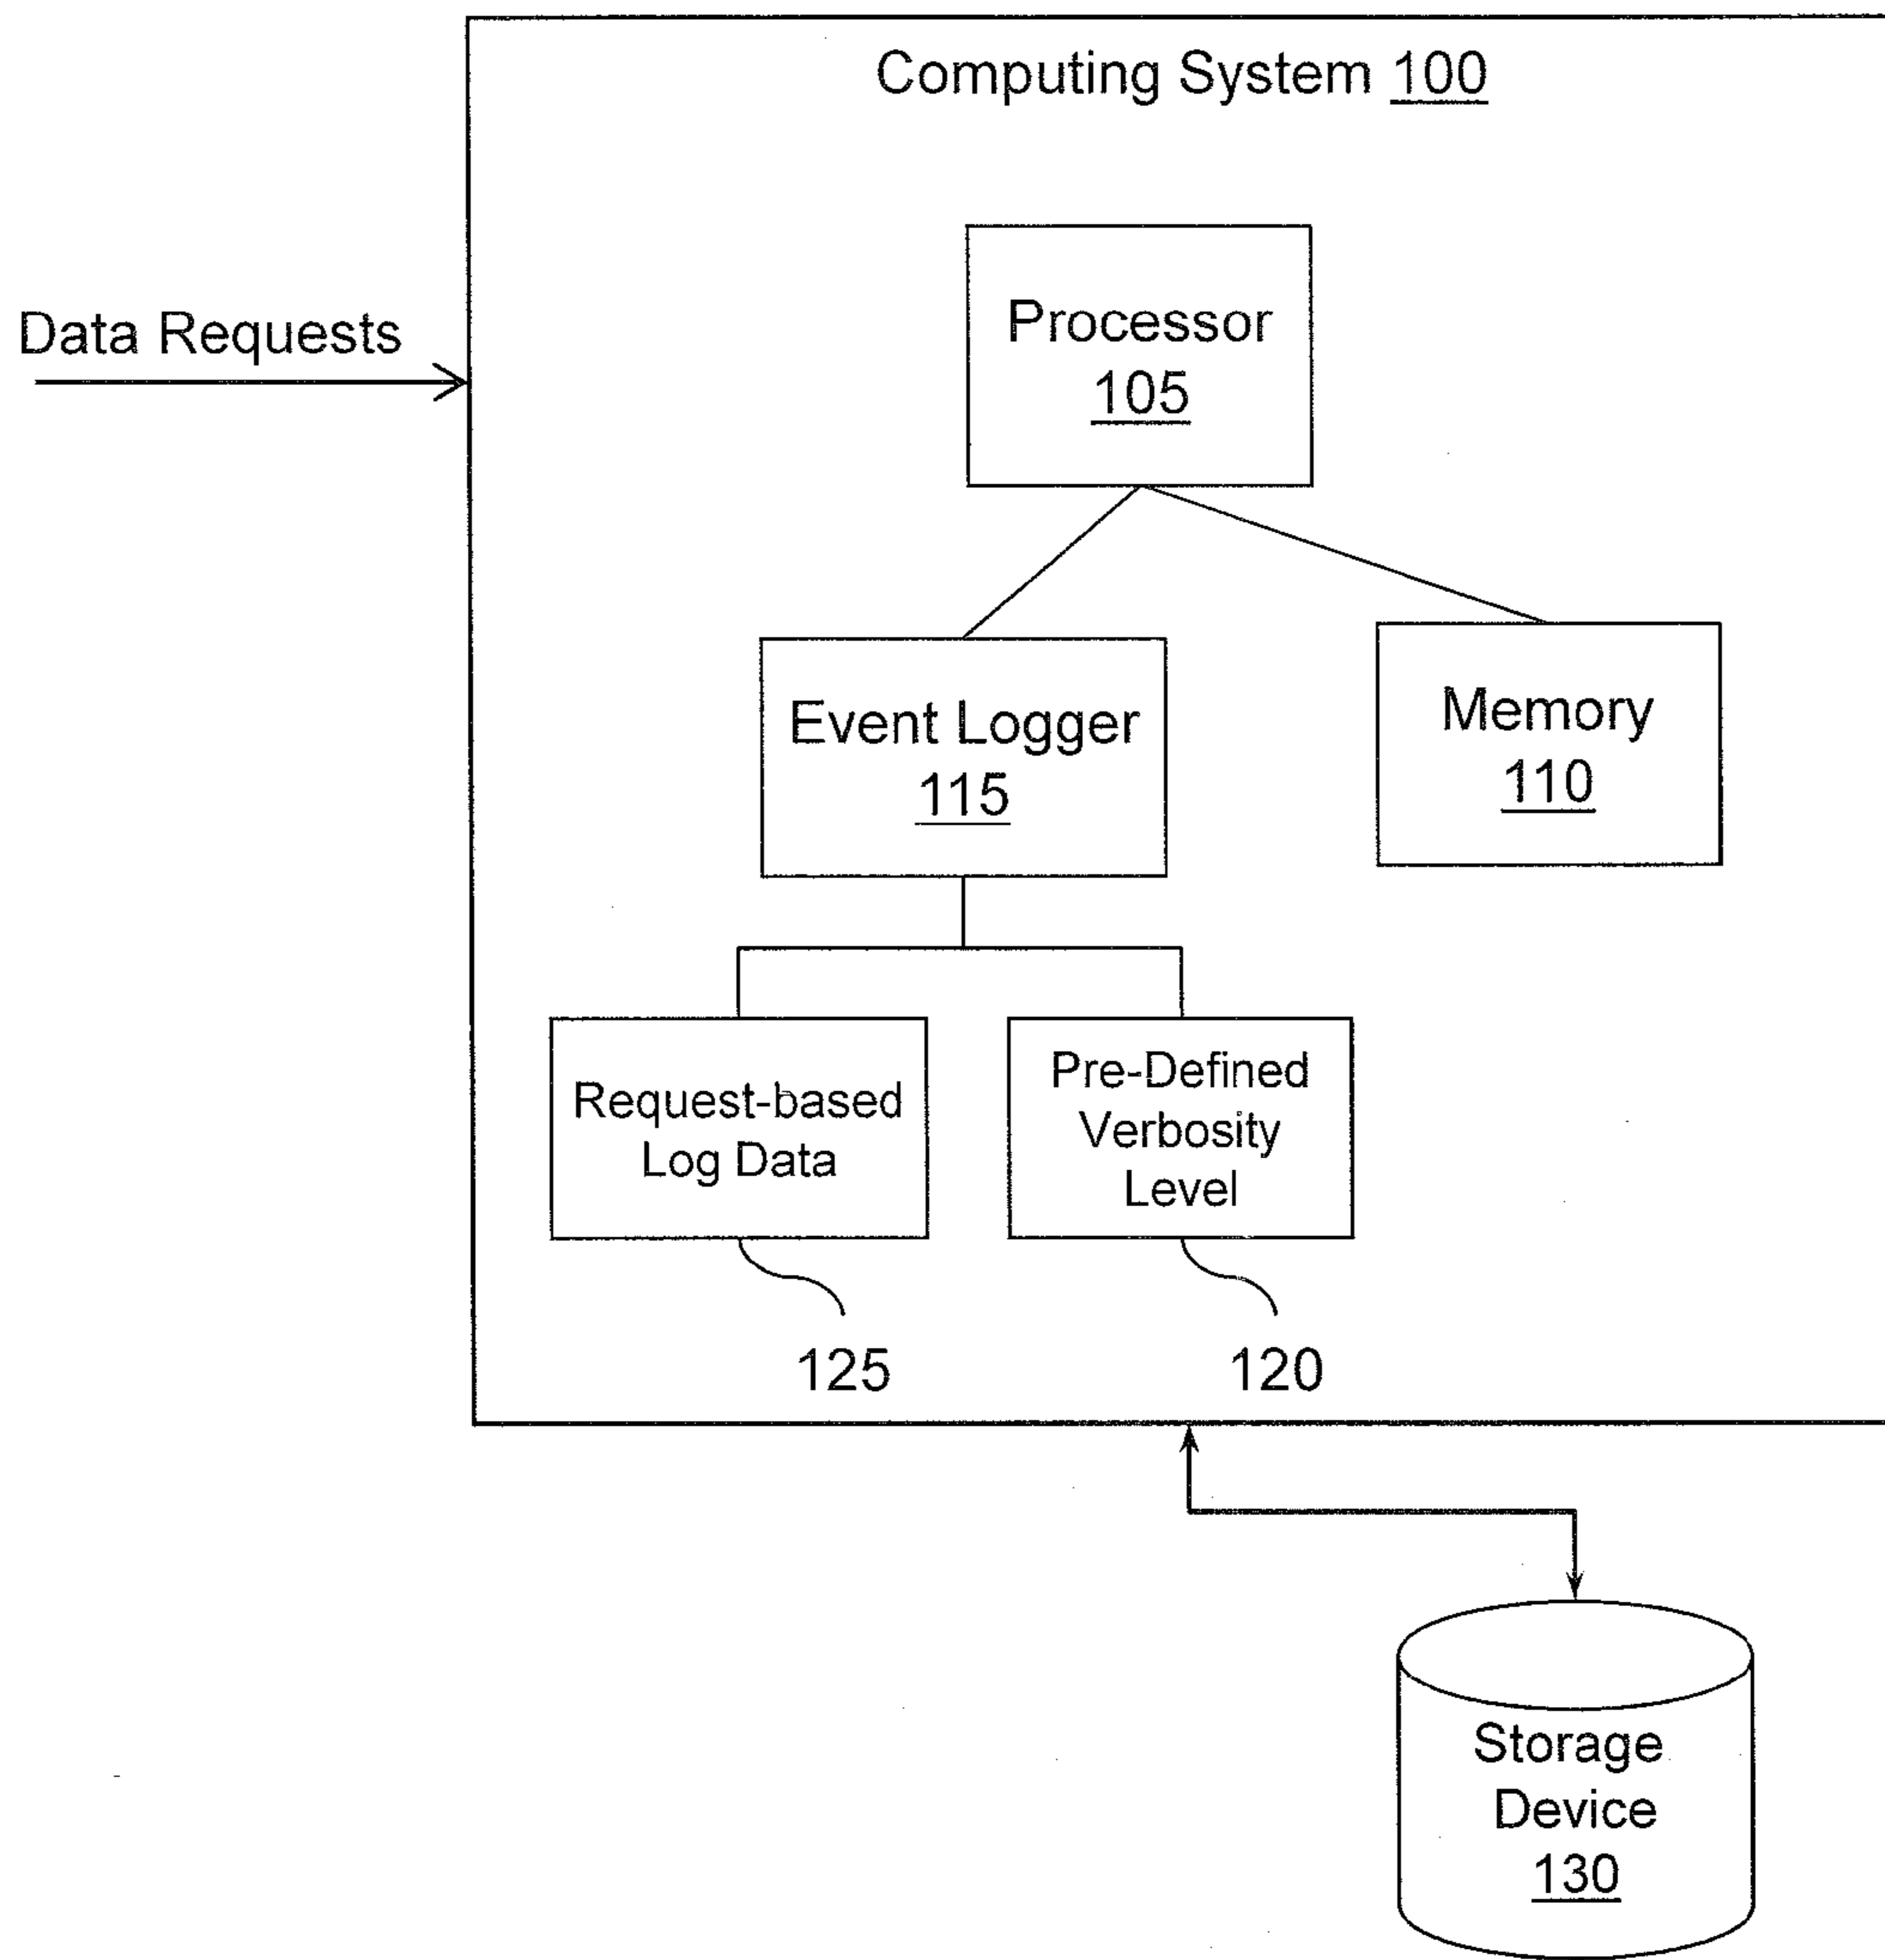 Computing System 100
Data Requests
Processor
105
Event Logger
115
Memory
110
Request-based
Log Data
Pre-Defined
Verbosity
Level
125
120
Storage
Device
130